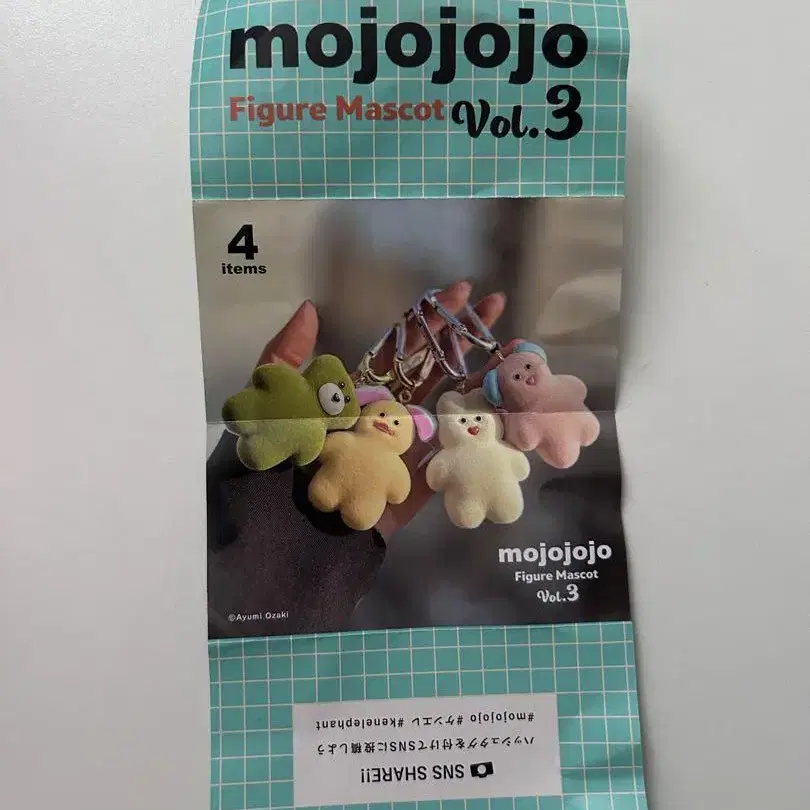 mojojojo
Figure Mascot Vol.3
4
items
mojojojo
Figure Mascot
Vol.3
©Ayumi Ozaki
SNS SHARE!!
ハッシュタグを付けてSNSに投稿しよう
#mojojojo #ケンエレ #kenelephant